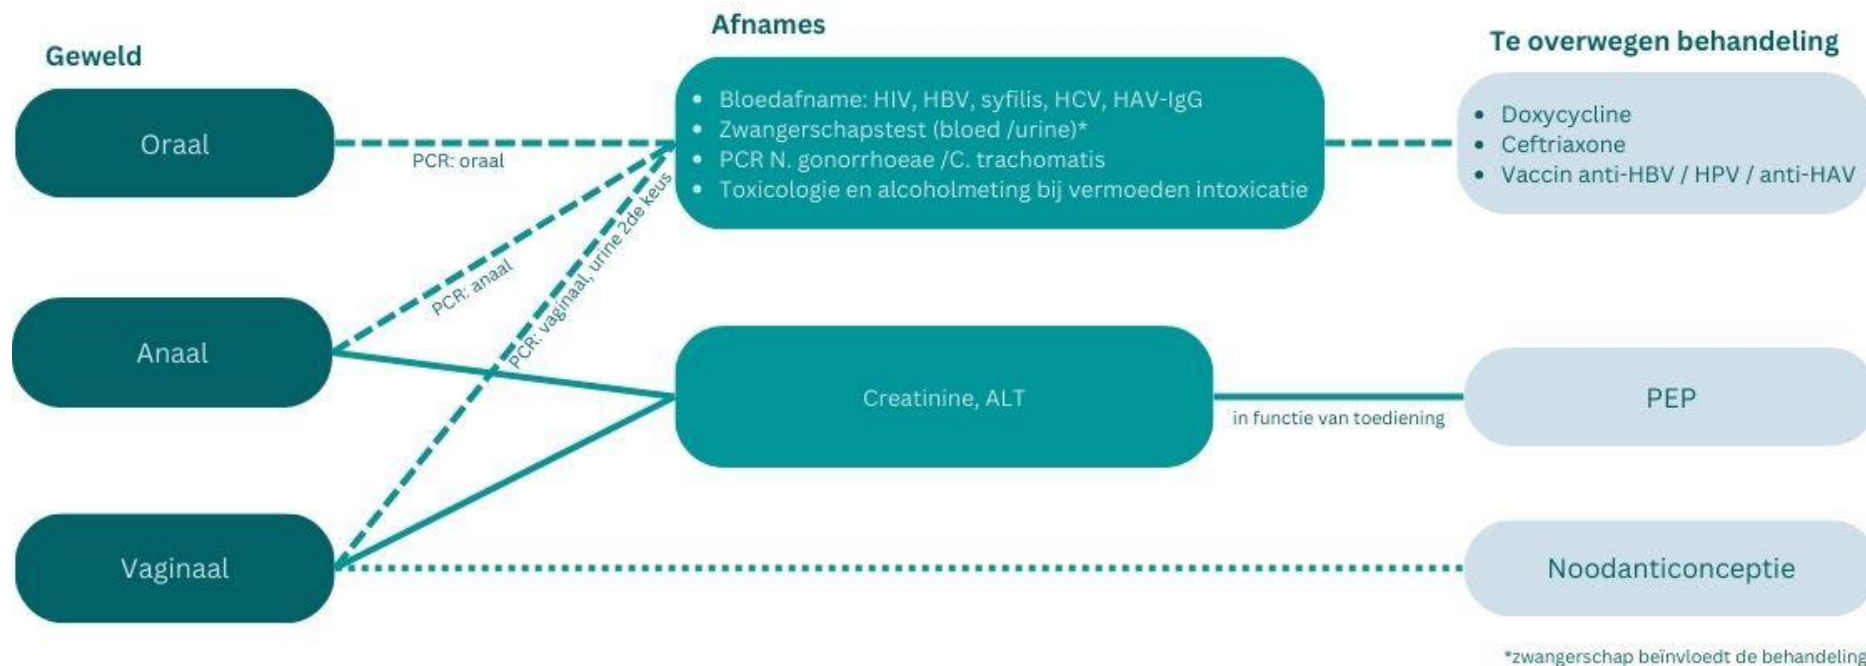 Geweld
Afnames
Te overwegen behandeling
Oraal
PCR: oraal
• Bloedafname: HIV, HBV, syfilis, HCV, HAV-IgG
• Zwangerschapstest (bloed /urine)*
• PCR N. gonorrhoeae /C. trachomatis
• Toxicologie en alcoholmeting bij vermoeden intoxicatie
• Doxycycline
• Ceftriaxone
• Vaccin anti-HBV / HPV / anti-HAV
Anaal
PCR: anaal
PCR: vaginaal, urine 2de keus
Creatinine, ALT
in functie van toediening
PEP
Vaginaal
Noodanticonceptie
*zwangerschap beïnvloedt de behandeling